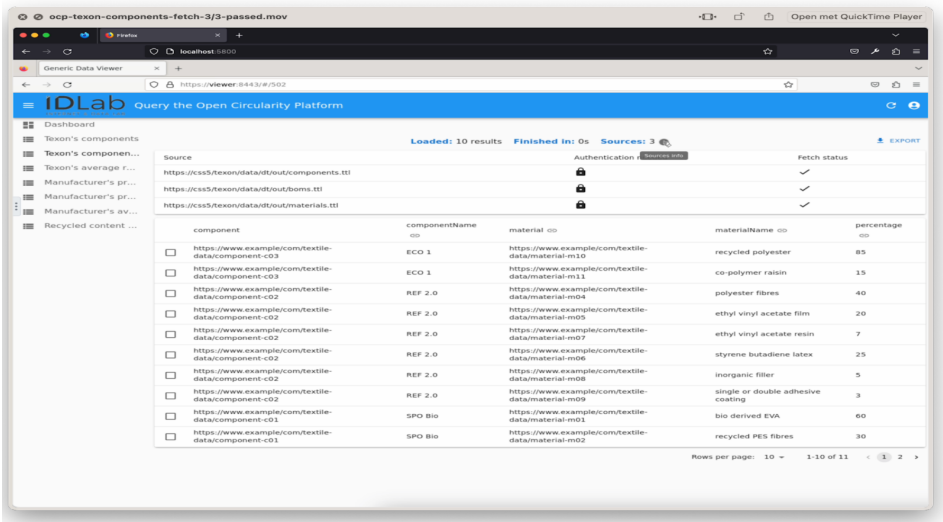 ocp-texon-components-fetch-3/3-passed.mov
Open met QuickTime Player
Firefox
localhost:5800
Generic Data Viewer
https://viewer:8443/#/502
IDLab Query the Open Circularity Platform
Dashboard
Texon's components
Texon's componen...
Texon's average r...
Manufacturer's pr...
Manufacturer's pr...
Manufacturer's av...
Recycled content ...
Loaded: 10 results Finished in: 0s Sources: 3
EXPORT
Sources info
Source Authentication Fetch status
https://css5/texon/data/dt/out/components.ttl
https://css5/texon/data/dt/out/boms.ttl
https://css5/texon/data/dt/out/materials.ttl
component componentName material materialName percentage
https://www.example/com/textile-data/component-c03 ECO 1 https://www.example/com/textile-data/material-m10 recycled polyester 85
https://www.example/com/textile-data/component-c03 ECO 1 https://www.example/com/textile-data/material-m11 co-polymer raisin 15
https://www.example/com/textile-data/component-c02 REF 2.0 https://www.example/com/textile-data/material-m04 polyester fibres 40
https://www.example/com/textile-data/component-c02 REF 2.0 https://www.example/com/textile-data/material-m05 ethyl vinyl acetate film 20
https://www.example/com/textile-data/component-c02 REF 2.0 https://www.example/com/textile-data/material-m07 ethyl vinyl acetate resin 7
https://www.example/com/textile-data/component-c02 REF 2.0 https://www.example/com/textile-data/material-m06 styrene butadiene latex 25
https://www.example/com/textile-data/component-c02 REF 2.0 https://www.example/com/textile-data/material-m08 inorganic filler 5
https://www.example/com/textile-data/component-c02 REF 2.0 https://www.example/com/textile-data/material-m09 single or double adhesive coating 3
https://www.example/com/textile-data/component-c01 SPO Bio https://www.example/com/textile-data/material-m01 bio derived EVA 60
https://www.example/com/textile-data/component-c01 SPO Bio https://www.example/com/textile-data/material-m02 recycled PES fibres 30
Rows per page: 10 1-10 of 11 1 2